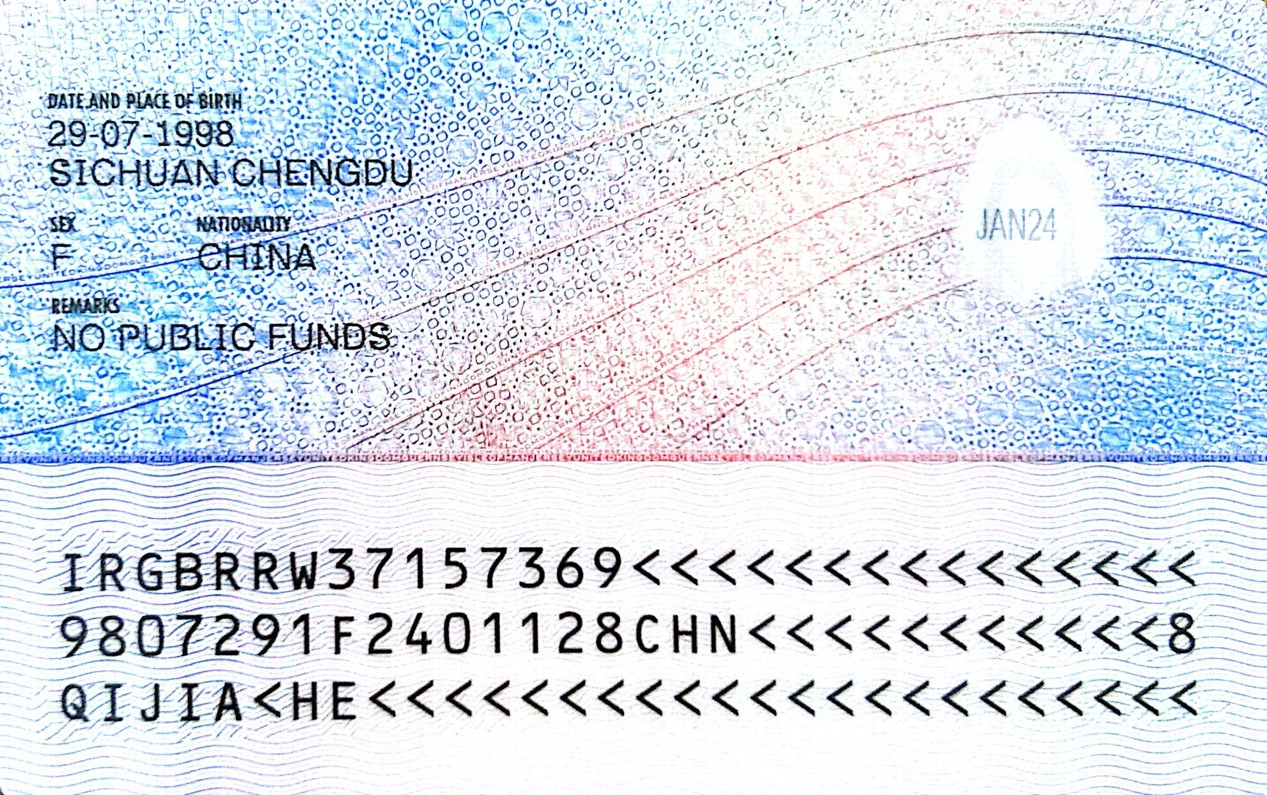 DATE AND PLACE OF BIRTH
29-07-1998
SICHUAN CHENGDU
SEX NATIONALITY
F CHINA
REMARKS
NO PUBLIC FUNDS
JAN24
IRGBRRW37157369<<<<<<<<<<<<<<<
9807291F2401128CHN<<<<<<<<<<<8
QIJIA<HE<<<<<<<<<<<<<<<<<<<<<<